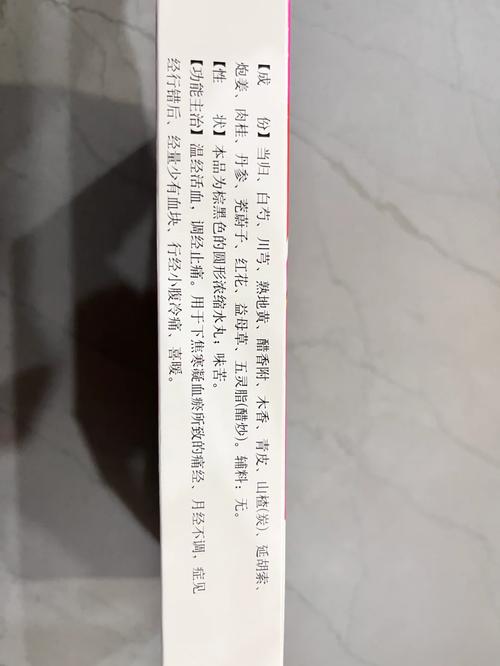 【成　份】当归、白芍、川芎、熟地黄、醋香附、木香、青皮、山楂(炭)、延胡索、
炮姜、肉桂、丹参、茺蔚子、红花、益母草、五灵脂(醋炒)。辅料：无。
【性　状】本品为棕黑色的圆形浓缩水丸；味苦。
【功能主治】温经活血，调经止痛。用于下焦寒凝血瘀所致的痛经、月经不调，症见
经行错后、经量少有血块、行经小腹冷痛、喜暖。